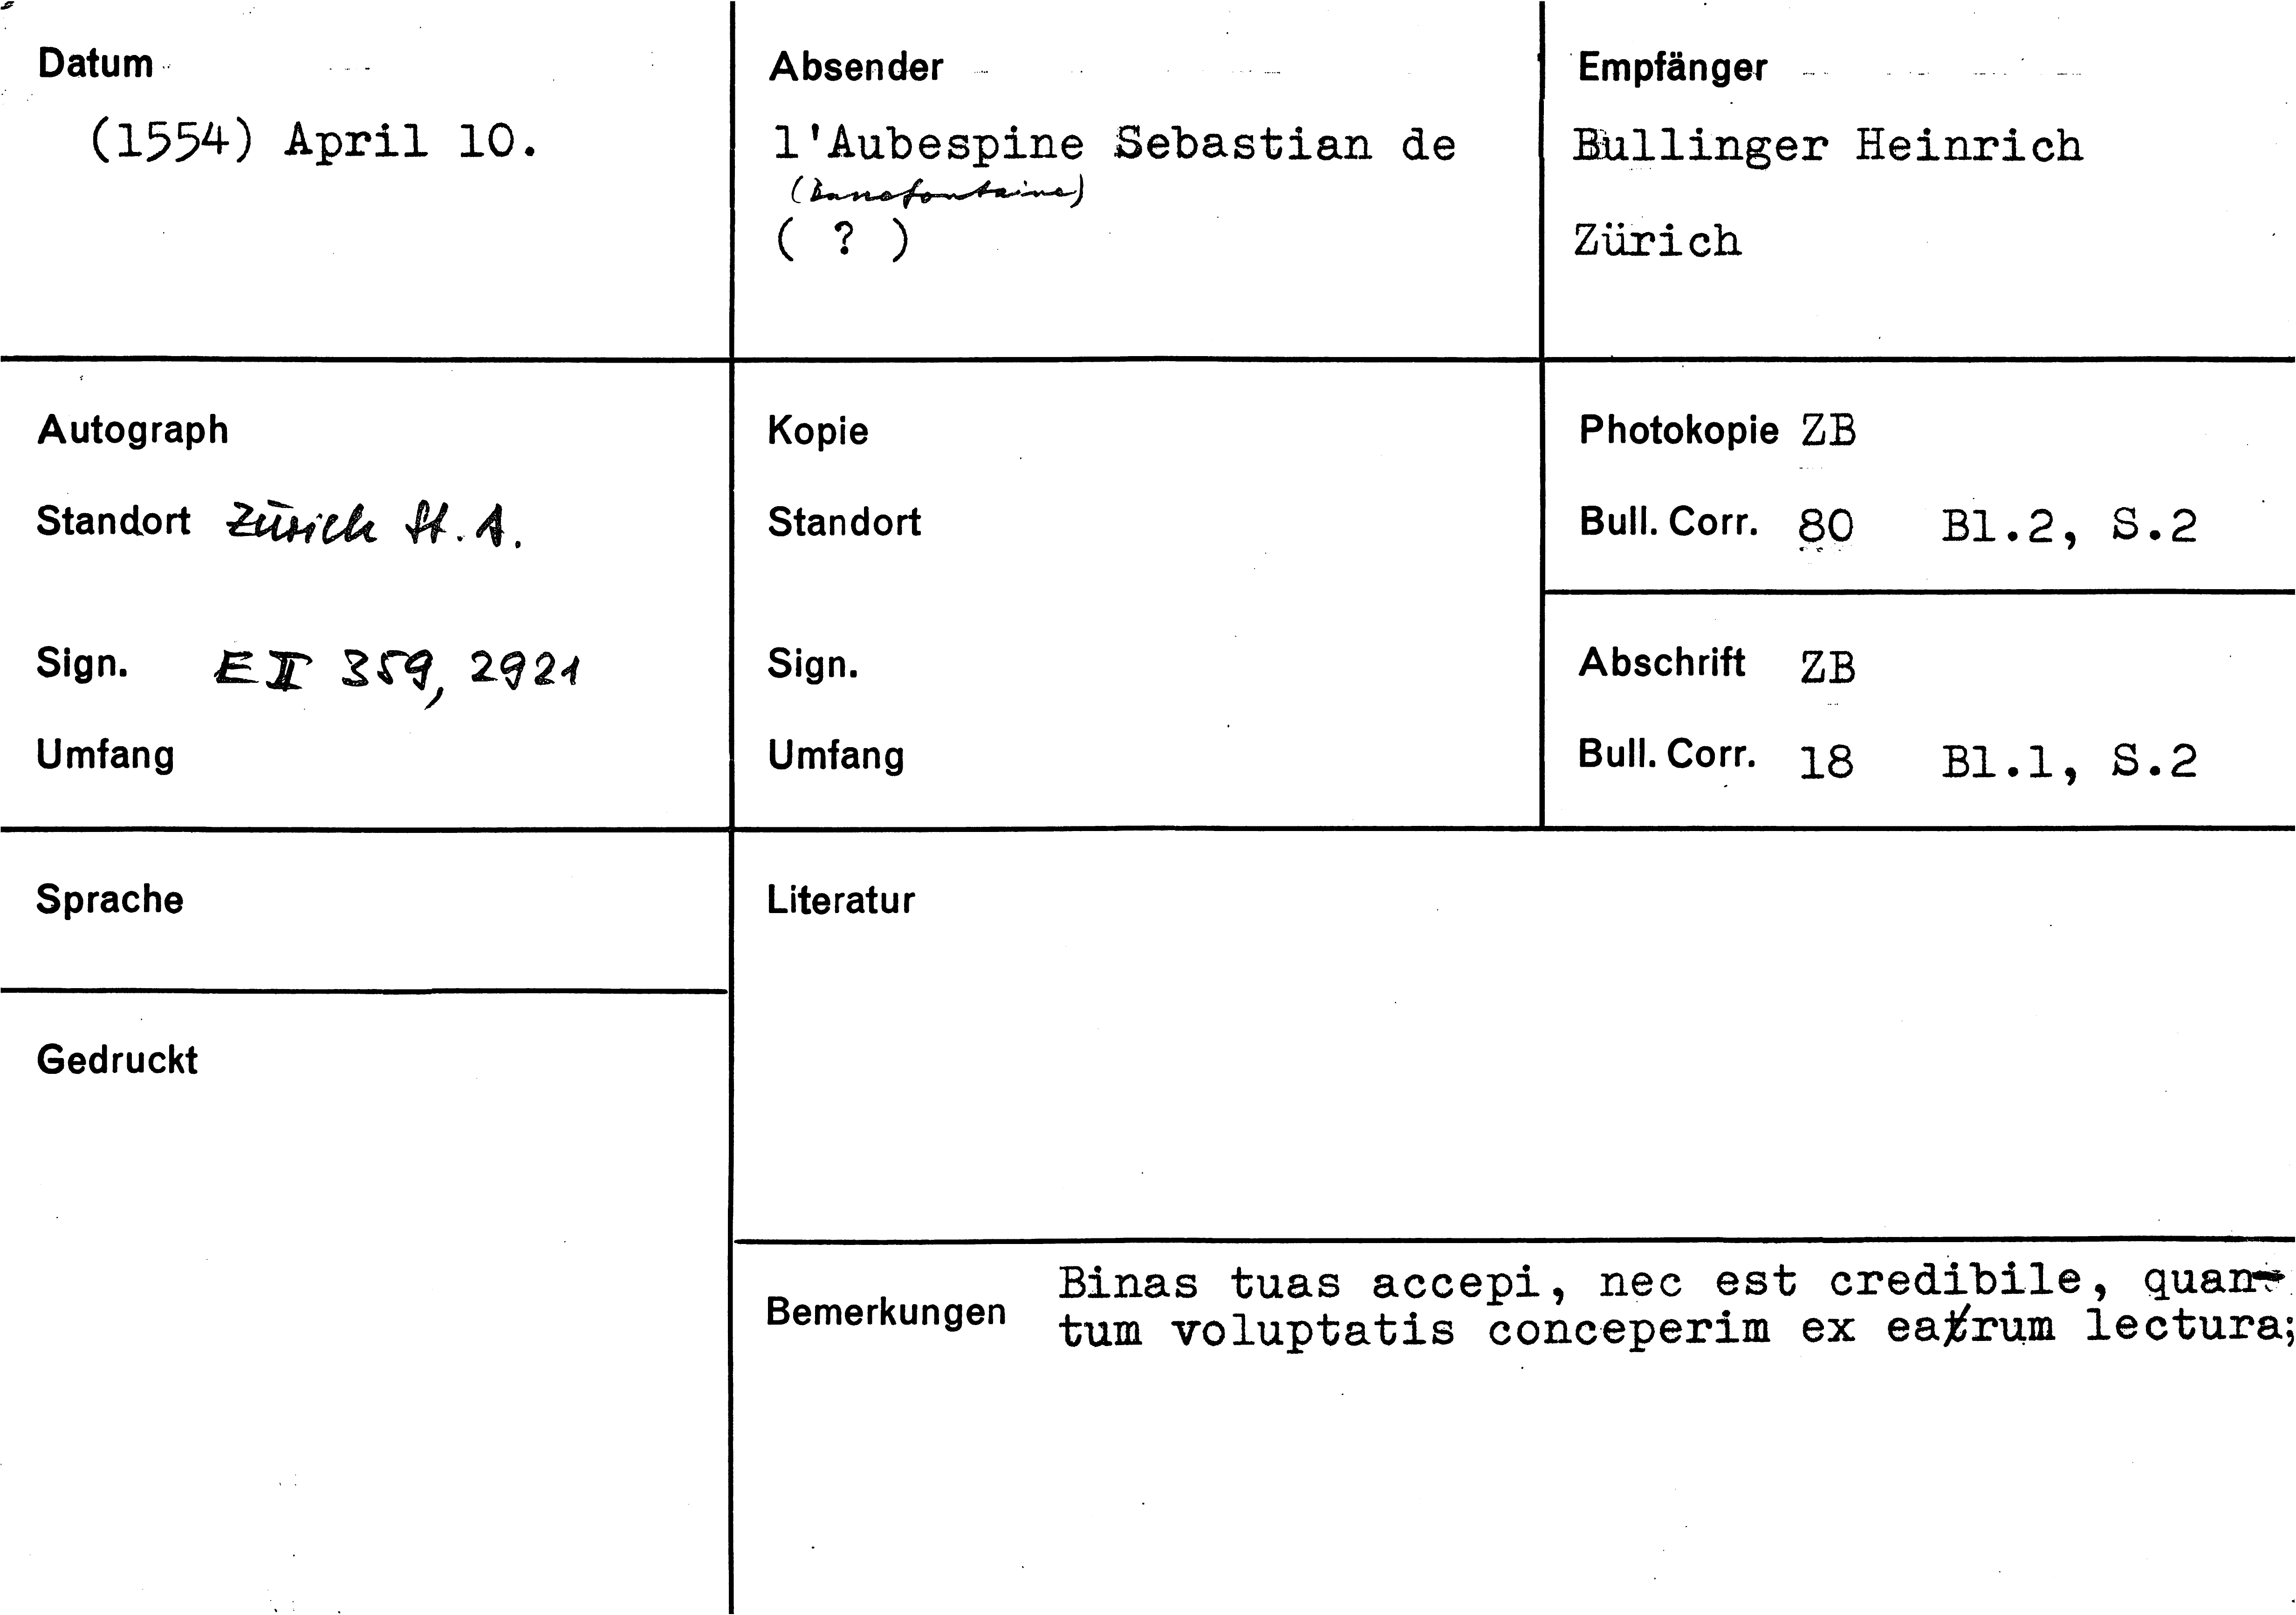 Datum
(1554) April 10.
Absender
l'Aubespine Sebastian de
( ? )
Empfänger
Bullinger Heinrich
Zürich
Autograph
Standort Zürich St. A.
Sign. E II 359, 2921
Umfang
Kopie
Standort
Sign.
Umfang
Photokopie ZB
Bull. Corr. 80 Bl.2, S.2
Abschrift ZB
Bull. Corr. 18 Bl.1, S.2
Sprache
Gedruckt
Literatur
Bemerkungen
Binas tuas accepi, nec est credibile, quan-
tum voluptatis conceperim ex earum lectura;